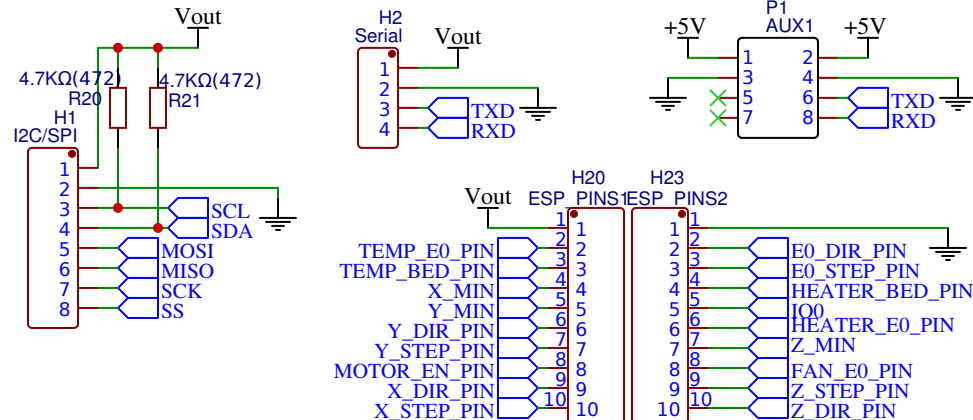 Vout
4.7KΩ(472)
R20
4.7KΩ(472)
R21
H1
I2C/SPI
1
2
3
4
5
6
7
8
SCL
SDA
MOSI
MISO
SCK
SS
H2
Serial
Vout
1
2
3
4
TXD
RXD
P1
AUX1
+5V
+5V
1 2
3 4
5 6
7 8
TXD
RXD
Vout
H20
ESP_PINS1
1 1
TEMP_E0_PIN 2 2
TEMP_BED_PIN 3 3
X_MIN 4 4
Y_MIN 5 5
Y_DIR_PIN 6 6
Y_STEP_PIN 7 7
MOTOR_EN_PIN 8 8
X_DIR_PIN 9 9
X_STEP_PIN 10 10
H23
ESP_PINS2
1 1
2 2 E0_DIR_PIN
3 3 E0_STEP_PIN
4 4 HEATER_BED_PIN
5 5 IO0
6 6 HEATER_E0_PIN
7 7 Z_MIN
8 8 FAN_E0_PIN
9 9 Z_STEP_PIN
10 10 Z_DIR_PIN